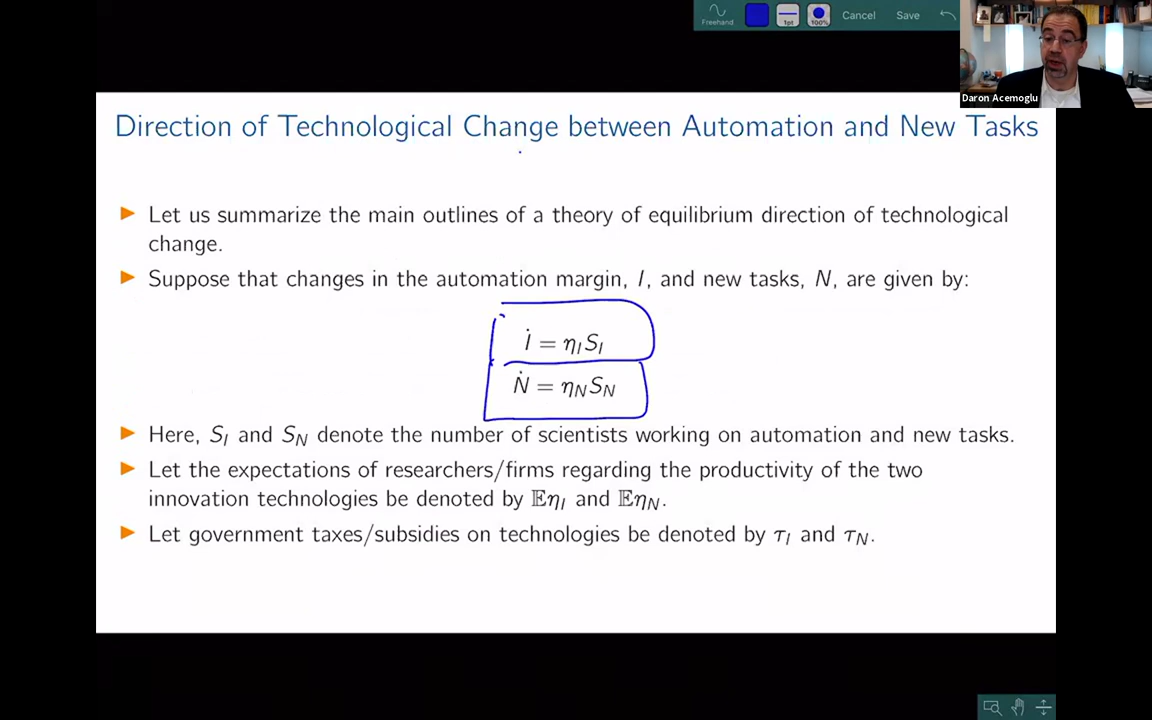 Freehand
1pt
100%
Cancel
Save
Daron Acemoglu
Direction of Technological Change between Automation and New Tasks
Let us summarize the main outlines of a theory of equilibrium direction of technological
change.
Suppose that changes in the automation margin, I, and new tasks, N, are given by:
İ = η_I S_I
Ṅ = η_N S_N
Here, S_I and S_N denote the number of scientists working on automation and new tasks.
Let the expectations of researchers/firms regarding the productivity of the two
innovation technologies be denoted by 𝔼η_I and 𝔼η_N.
Let government taxes/subsidies on technologies be denoted by τ_I and τ_N.